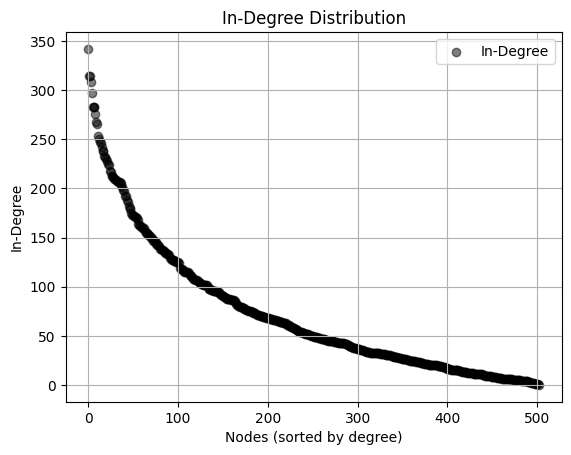 In-Degree Distribution
In-Degree
350
300
250
200
150
100
50
0
In-Degree
0 100 200 300 400 500
Nodes (sorted by degree)